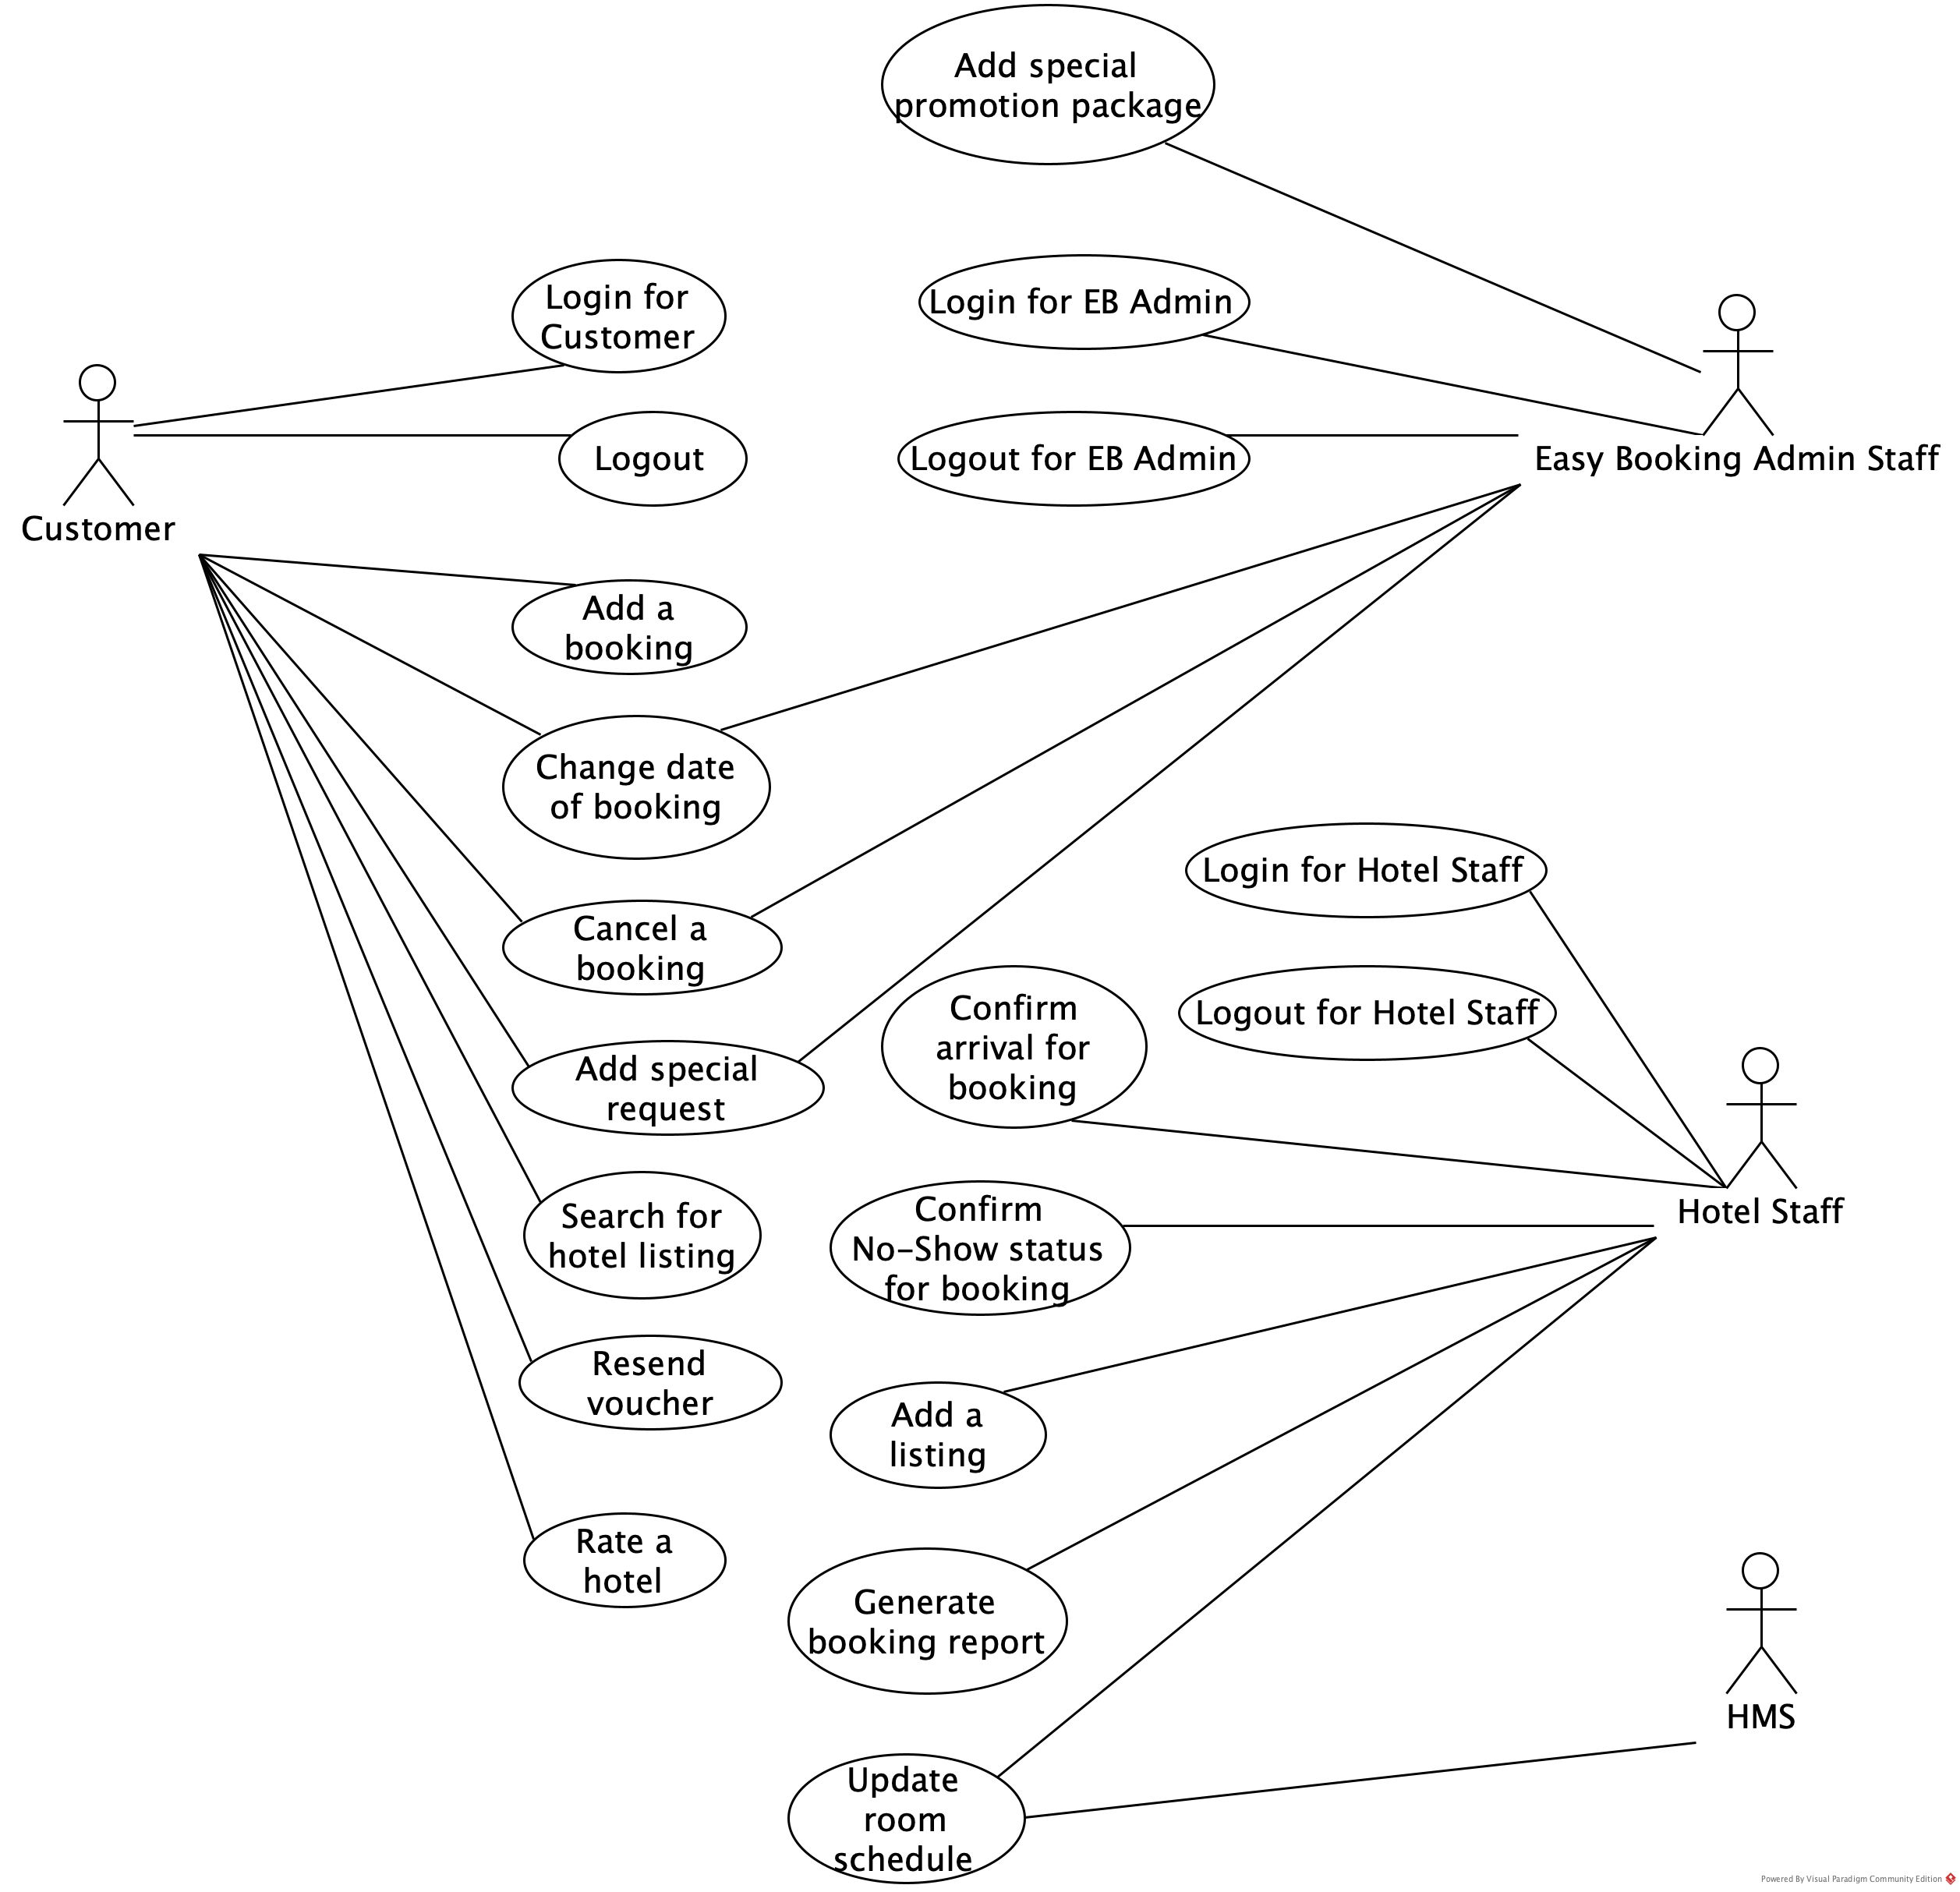 Add special
promotion package
Login for
Customer
Login for EB Admin
Logout
Logout for EB Admin
Easy Booking Admin Staff
Customer
Add a
booking
Change date
of booking
Login for Hotel Staff
Cancel a
booking
Confirm
arrival for
booking
Logout for Hotel Staff
Add special
request
Search for
hotel listing
Confirm
No-Show status
for booking
Hotel Staff
Resend
voucher
Add a
listing
Rate a
hotel
Generate
booking report
HMS
Update
room
schedule
Powered By Visual Paradigm Community Edition